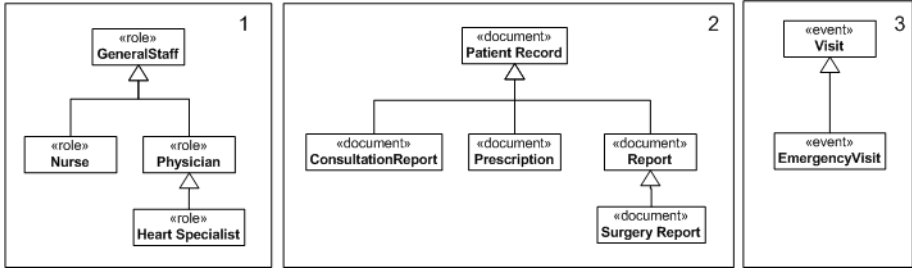 1
«role»
GeneralStaff
«role»
Nurse
«role»
Physician
«role»
Heart Specialist
2
«document»
Patient Record
«document»
ConsultationReport
«document»
Prescription
«document»
Report
«document»
Surgery Report
3
«event»
Visit
«event»
EmergencyVisit